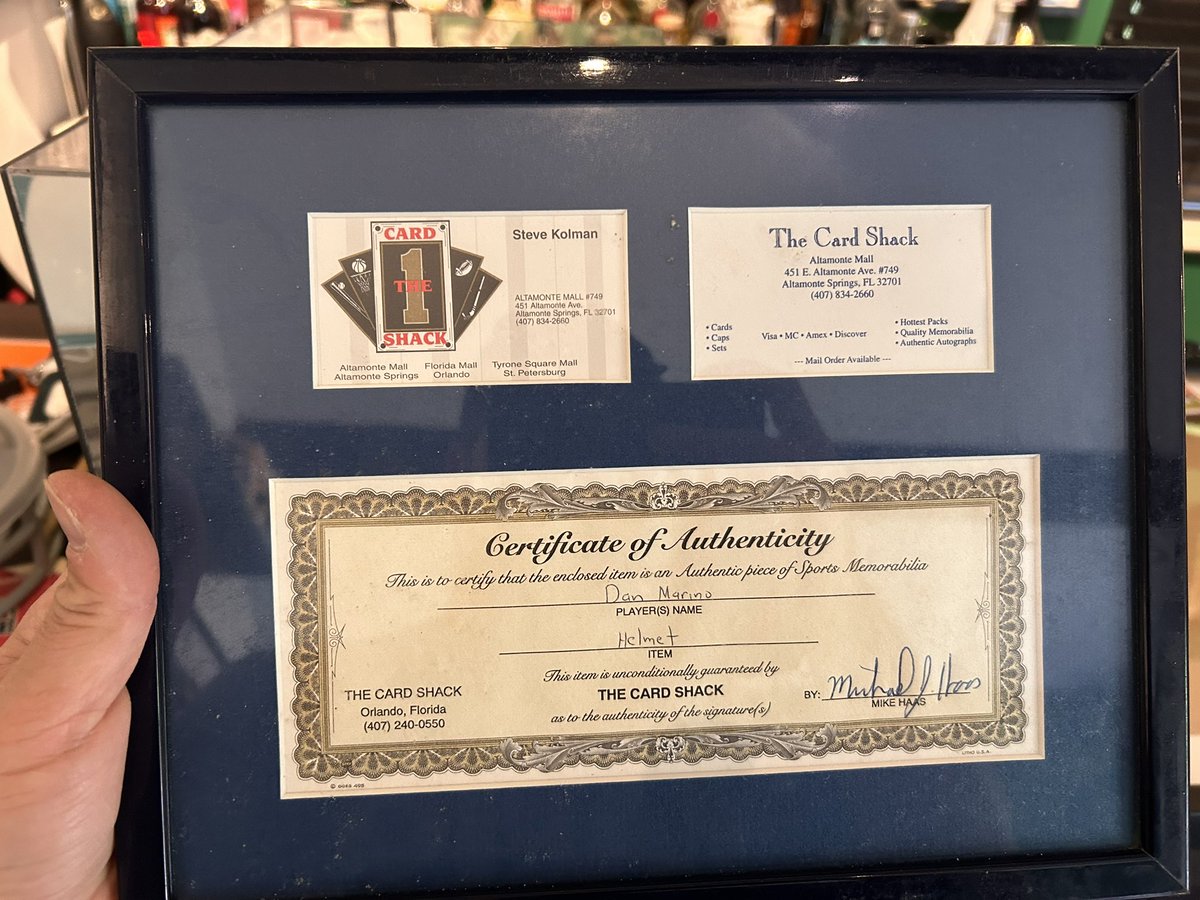 CARD
THE
1
SHACK
Steve Kolman
ALTAMONTE MALL #749
451 Altamonte Ave.
Altamonte Springs, FL 32701
(407) 834-2660
Altamonte Mall
Altamonte Springs
Florida Mall
Orlando
Tyrone Square Mall
St. Petersburg
The Card Shack
Altamonte Mall
451 E. Altamonte Ave. #749
Altamonte Springs, FL 32701
(407) 834-2660
• Cards
• Caps
• Sets
Visa • MC • Amex • Discover
• Hottest Packs
• Quality Memorabilia
• Authentic Autographs
--- Mail Order Available ---
Certificate of Authenticity
This is to certify that the enclosed item is an Authentic piece of Sports Memorabilia
Dan Marino
PLAYER(S) NAME
Helmet
ITEM
This item is unconditionally guaranteed by
THE CARD SHACK
as to the authenticity of the signature(s)
THE CARD SHACK
Orlando, Florida
(407) 240-0550
BY: Michael J. Haas
MIKE HAAS
LITHO U.S.A.